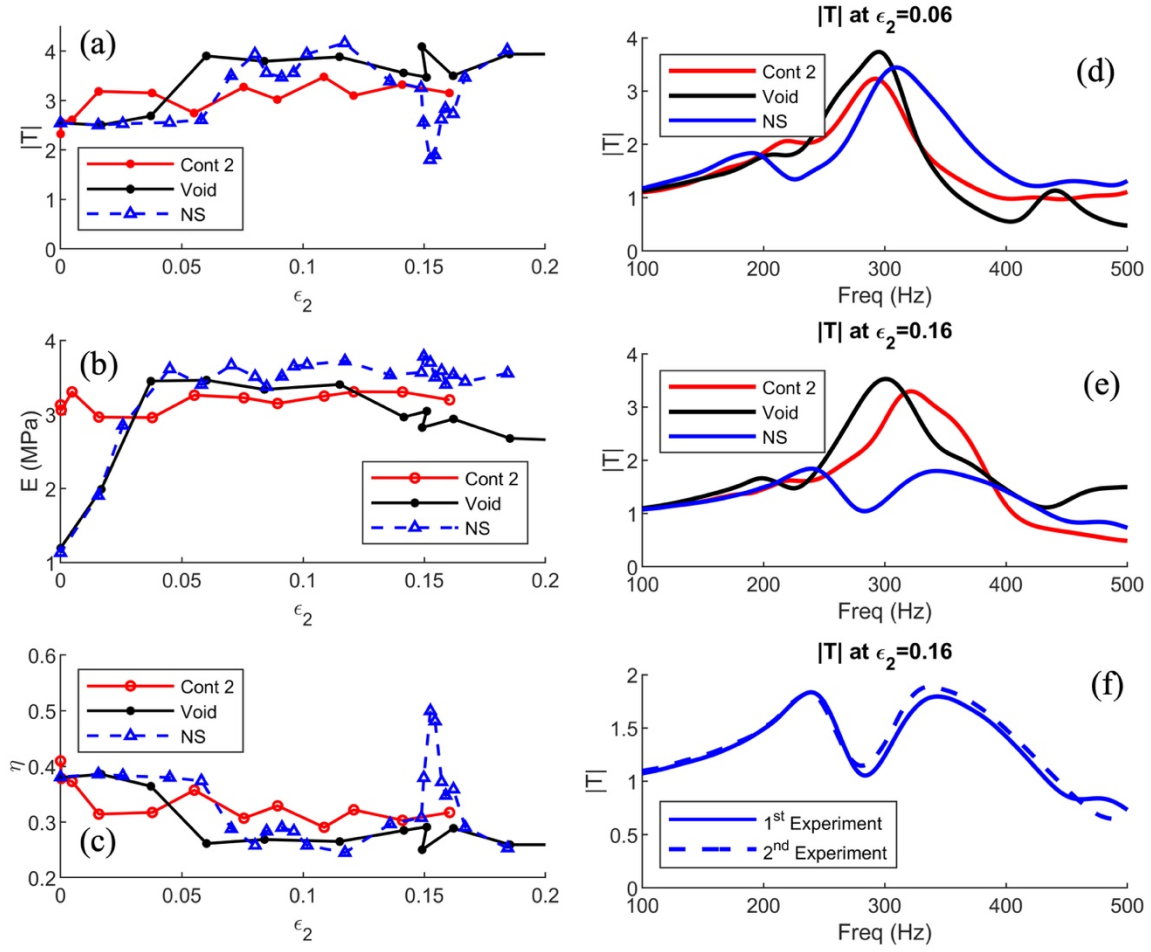 (a)
|T|
4
3
2
1
0
Cont 2
Void
NS
0
0.05
0.1
0.15
0.2
ϵ2
(b)
E (MPa)
4
3
2
1
Cont 2
Void
NS
0
0.05
0.1
0.15
0.2
ϵ2
(c)
η
0.6
0.5
0.4
0.3
0.2
Cont 2
Void
NS
0
0.05
0.1
0.15
0.2
ϵ2
|T| at ϵ2=0.06
(d)
|T|
4
3
2
1
0
Cont 2
Void
NS
100
200
300
400
500
Freq (Hz)
|T| at ϵ2=0.16
(e)
|T|
4
3
2
1
0
Cont 2
Void
NS
100
200
300
400
500
Freq (Hz)
|T| at ϵ2=0.16
(f)
|T|
2
1.5
1
0.5
0
1st Experiment
2nd Experiment
100
200
300
400
500
Freq (Hz)